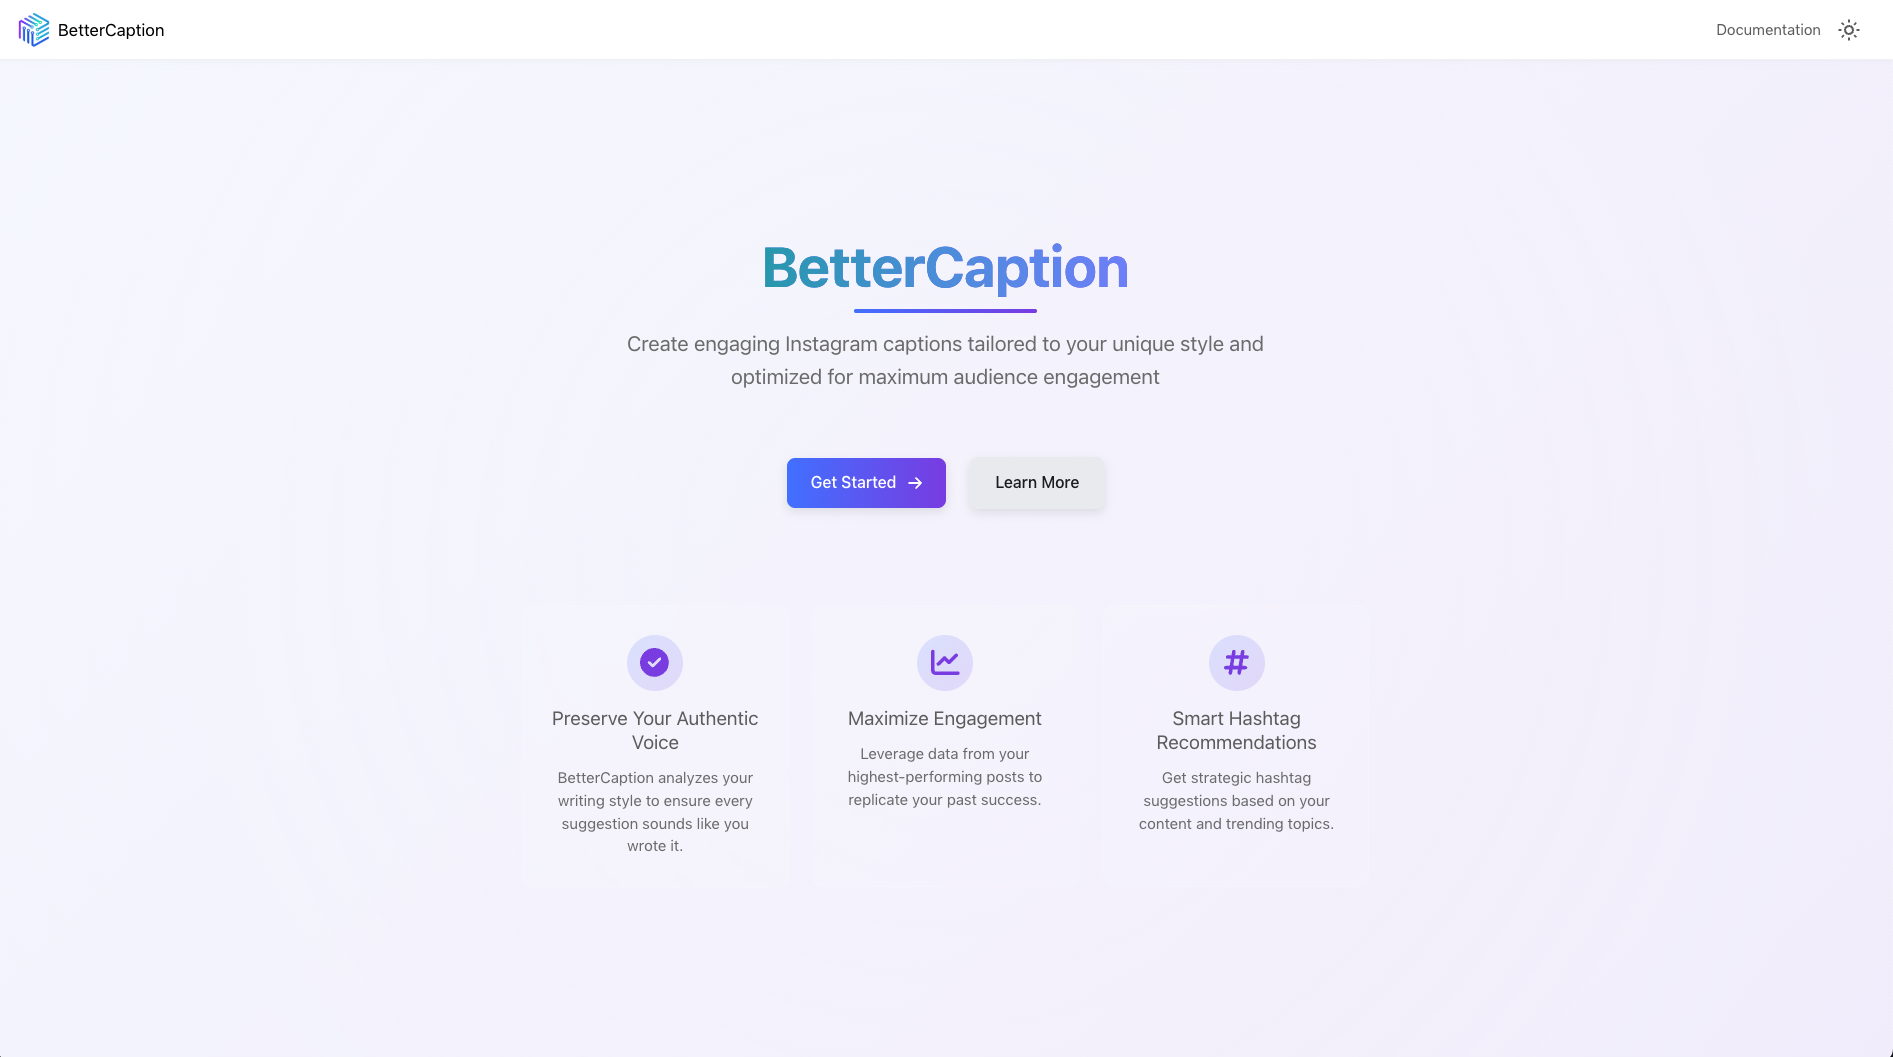 BetterCaption
Documentation
BetterCaption
Create engaging Instagram captions tailored to your unique style and
optimized for maximum audience engagement
Get Started
Learn More
Preserve Your Authentic
Voice
BetterCaption analyzes your
writing style to ensure every
suggestion sounds like you
wrote it.
Maximize Engagement
Leverage data from your
highest-performing posts to
replicate your past success.
Smart Hashtag
Recommendations
Get strategic hashtag
suggestions based on your
content and trending topics.